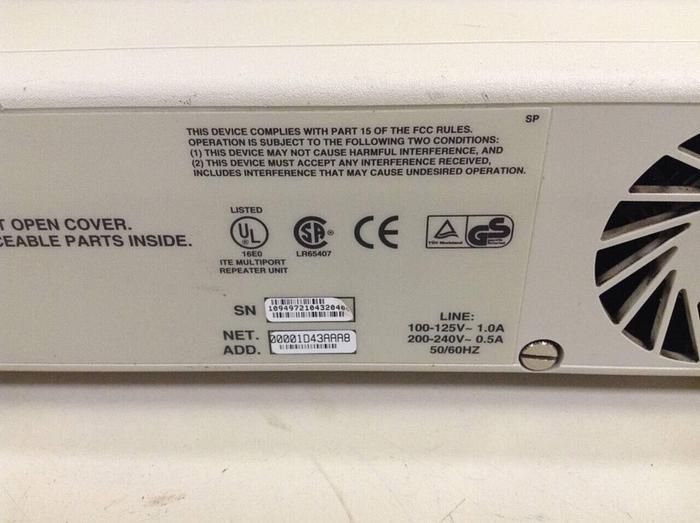 SP
THIS DEVICE COMPLIES WITH PART 15 OF THE FCC RULES.
OPERATION IS SUBJECT TO THE FOLLOWING TWO CONDITIONS:
(1) THIS DEVICE MAY NOT CAUSE HARMFUL INTERFERENCE, AND
(2) THIS DEVICE MUST ACCEPT ANY INTERFERENCE RECEIVED,
INCLUDES INTERFERENCE THAT MAY CAUSE UNDESIRED OPERATION.
T OPEN COVER.
CEABLE PARTS INSIDE.
LISTED
UL
16E0
ITE MULTIPORT
REPEATER UNIT
SA
LR65407
CE
TÜV Rheinland
GS
SN
NET. 00001D43AAA8
ADD.
LINE:
100-125V~ 1.0A
200-240V~ 0.5A
50/60HZ